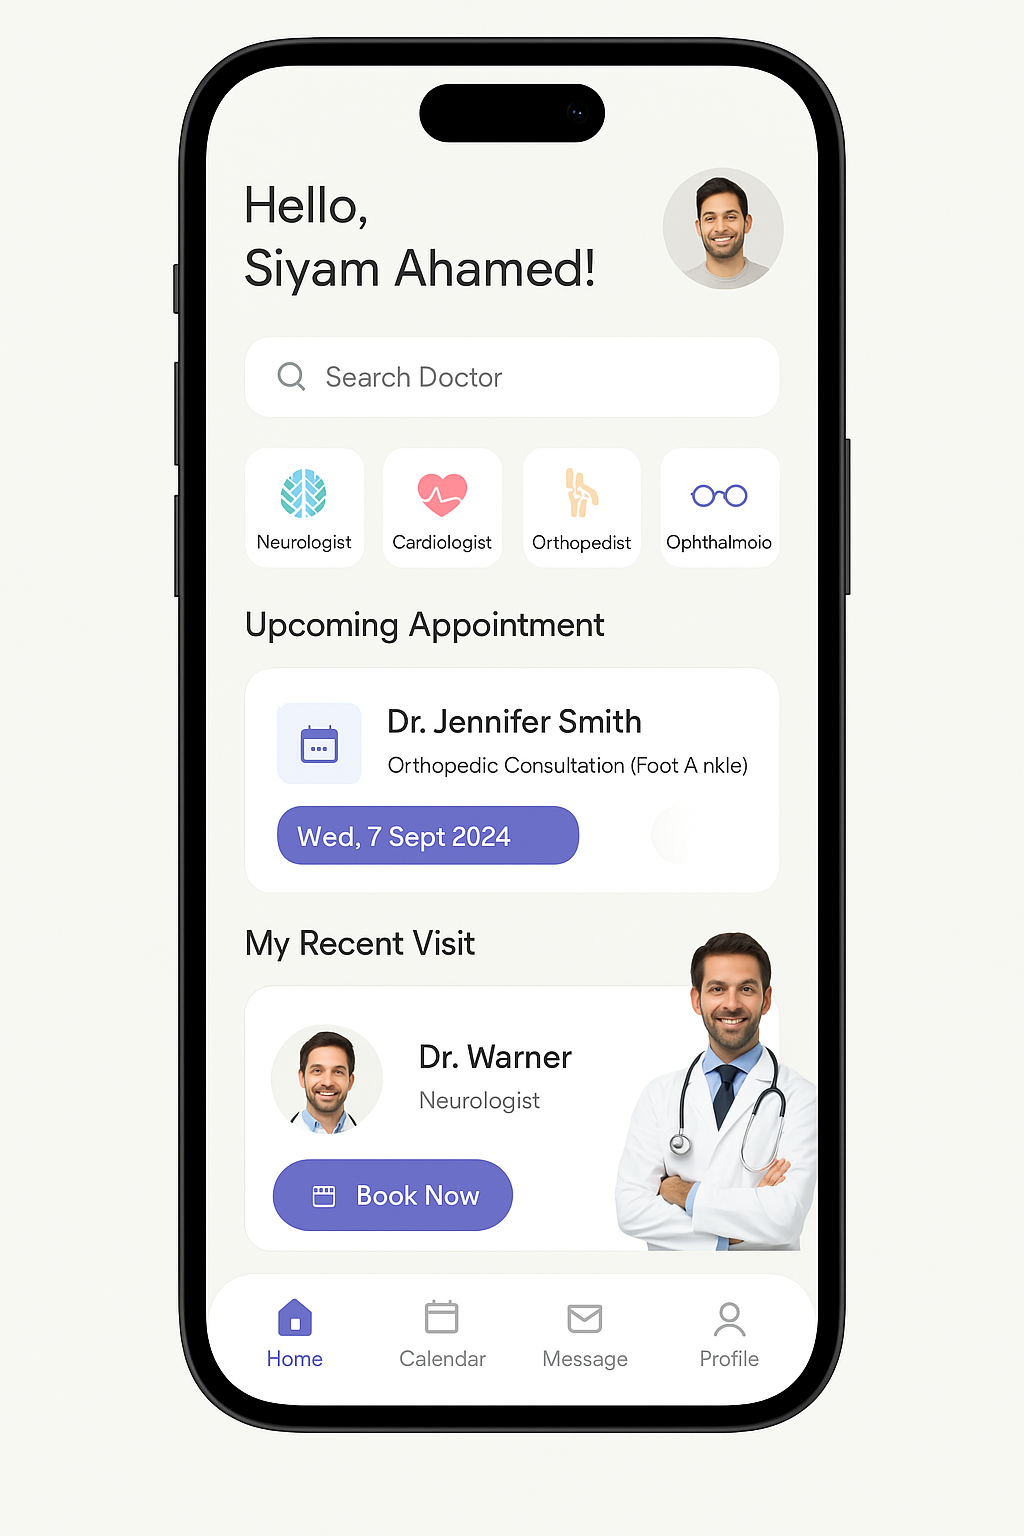 Hello,
Siyam Ahamed!
Search Doctor
Neurologist
Cardiologist
Orthopedist
Ophthalmoio
Upcoming Appointment
Dr. Jennifer Smith
Orthopedic Consultation (Foot A nkle)
Wed, 7 Sept 2024
My Recent Visit
Dr. Warner
Neurologist
Book Now
Home
Calendar
Message
Profile